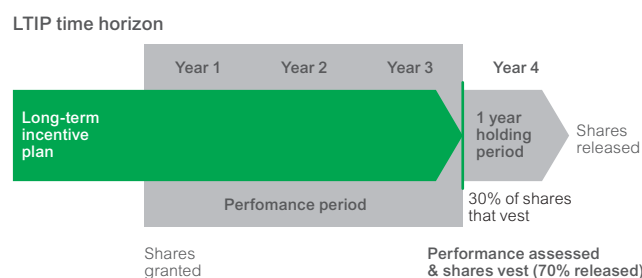 LTIP time horizon
Year 1
Year 2
Year 3
Year 4
Long-term
incentive
plan
1 year
holding
period
Shares
released
Perfomance period
30% of shares
that vest
Shares
granted
Performance assessed
& shares vest (70% released)